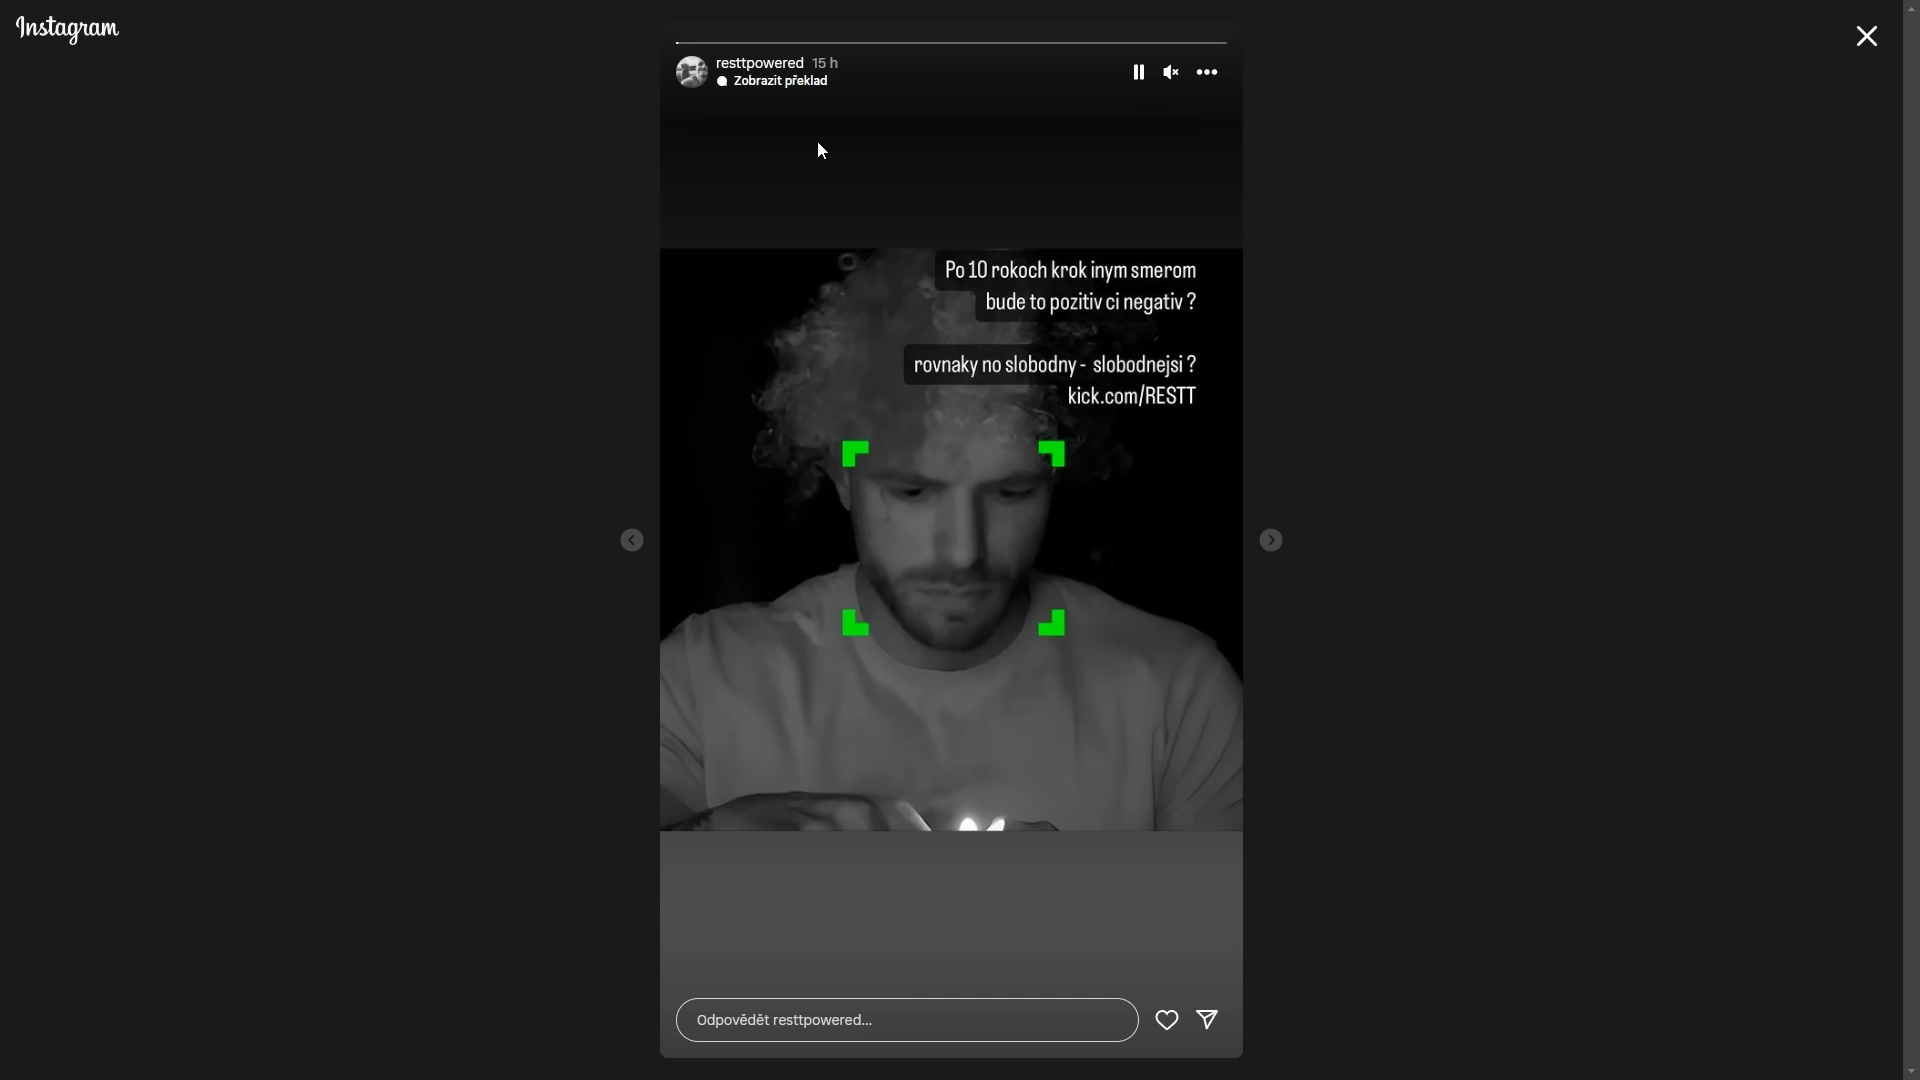 Instagram
resttpowered 15 h
Zobrazit překlad
Po 10 rokoch krok inym smerom
bude to pozitiv ci negativ ?
rovnaky no slobodny - slobodnejsi ?
kick.com/RESTT
Odpovědět resttpowered...